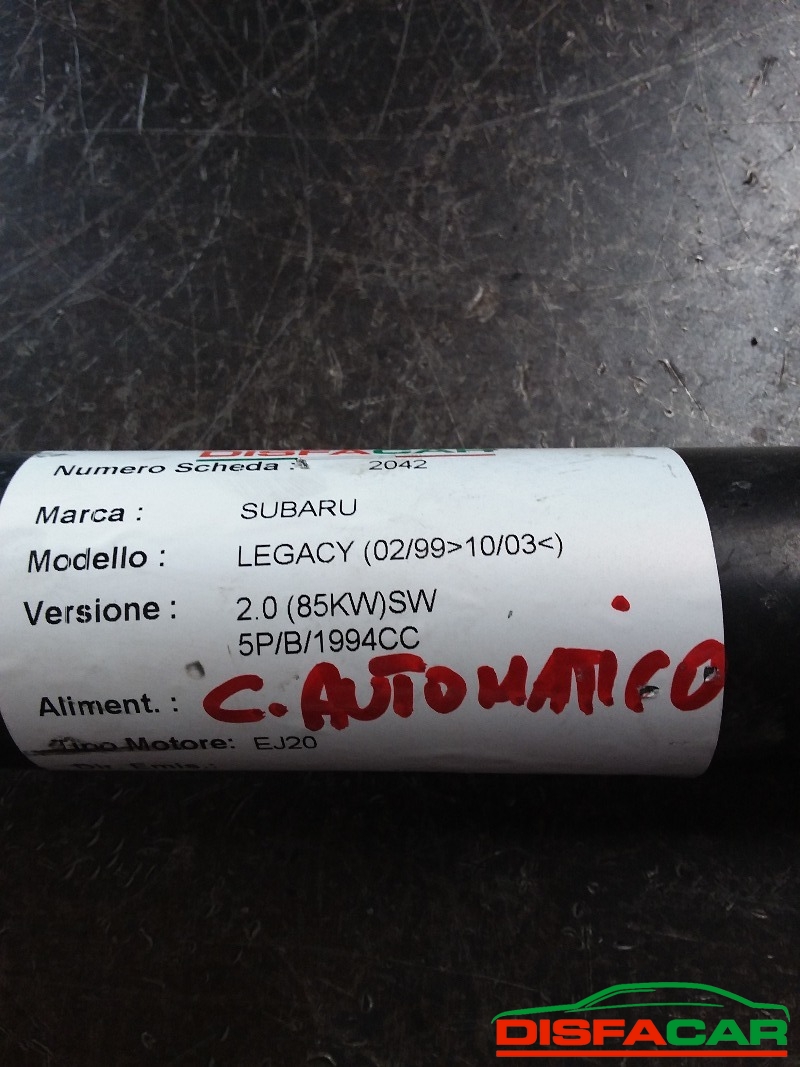 DISFACAR
Numero Scheda : 2042
Marca : SUBARU
Modello : LEGACY (02/99>10/03<)
Versione : 2.0 (85KW)SW
5P/B/1994CC
Aliment. : C. AUTOMATICO
Tipo Motore: EJ20
DISFACAR